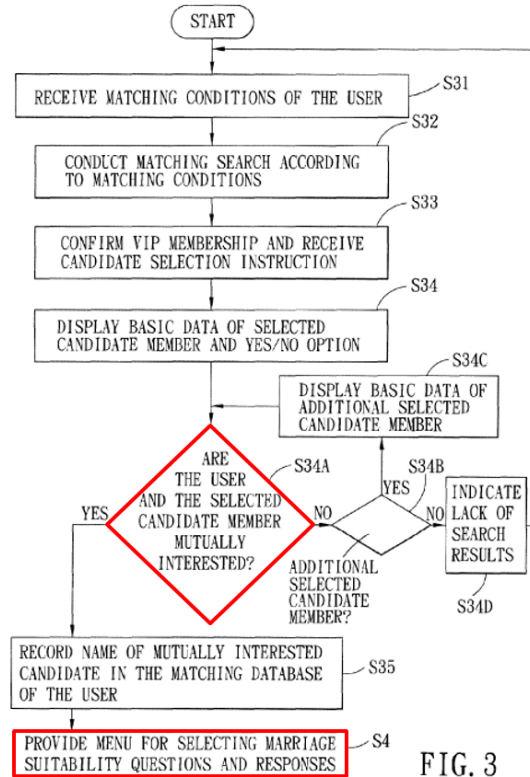 START
RECEIVE MATCHING CONDITIONS OF THE USER
S31
S32
CONDUCT MATCHING SEARCH ACCORDING
TO MATCHING CONDITIONS
S33
CONFIRM VIP MEMBERSHIP AND RECEIVE
CANDIDATE SELECTION INSTRUCTION
S34
DISPLAY BASIC DATA OF SELECTED
CANDIDATE MEMBER AND YES/NO OPTION
S34C
DISPLAY BASIC DATA OF
ADDITIONAL SELECTED
CANDIDATE MEMBER
S34A
ARE
THE USER
AND THE SELECTED
CANDIDATE MEMBER
MUTUALLY
INTERESTED?
YES
NO
S34B
YES
NO
ADDITIONAL
SELECTED
CANDIDATE
MEMBER?
INDICATE
LACK OF
SEARCH
RESULTS
S34D
RECORD NAME OF MUTUALLY INTERESTED
CANDIDATE IN THE MATCHING DATABASE
OF THE USER
S35
PROVIDE MENU FOR SELECTING MARRIAGE
SUITABILITY QUESTIONS AND RESPONSES
S4
FIG. 3